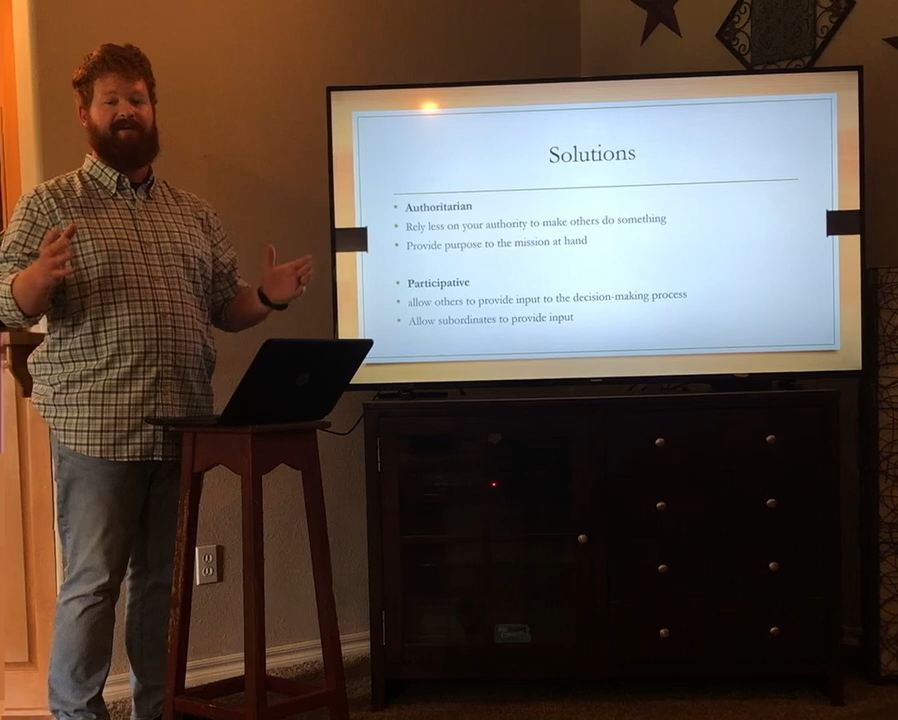 Solutions
Authoritarian
Rely less on your authority to make others do something
Provide purpose to the mission at hand
Participative
allow others to provide input to the decision-making process
Allow subordinates to provide input